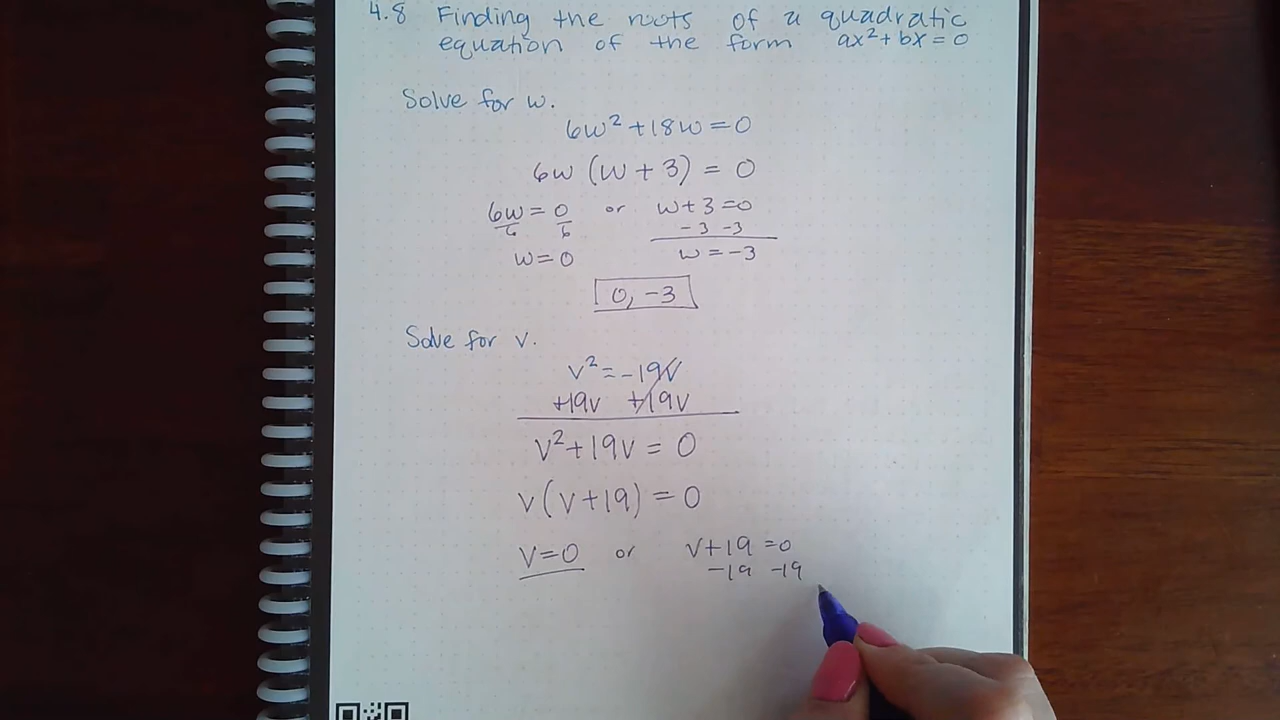 4.8 Finding the roots of a quadratic
equation of the form ax²+bx=0
Solve for w.
6w²+18w=0
6w(w+3)=0
6w=0 or w+3=0
6 6 -3 -3
w=0 w=-3
0, -3
Solve for v.
v²=-19v
+19v +19v
v²+19v=0
v(v+19)=0
v=0 or v+19=0
-19 -19